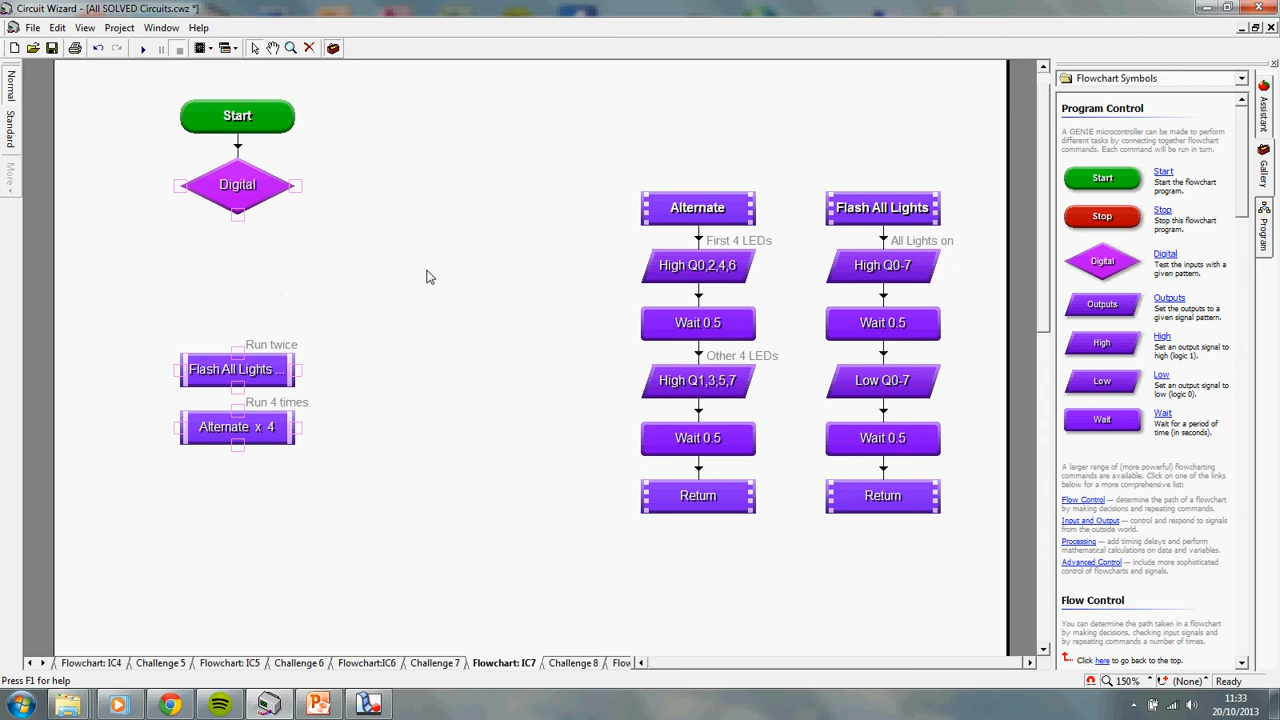 Circuit Wizard - [All SOLVED Circuits.cwz *]
File Edit View Project Window Help
Normal
Standard
More
Start
Digital
Run twice
Flash All Lights ...
Run 4 times
Alternate x 4
Alternate
First 4 LEDs
High Q0,2,4,6
Wait 0.5
Other 4 LEDs
High Q1,3,5,7
Wait 0.5
Return
Flash All Lights
All Lights on
High Q0-7
Wait 0.5
Low Q0-7
Wait 0.5
Return
Flowchart Symbols
Program Control
A GENIE microcontroller can be made to perform
different tasks by connecting together flowchart
commands. Each command will be run in turn.
Start
Start
Start the flowchart
program.
Stop
Stop
Stop this flowchart
program.
Digital
Digital
Test the inputs with a
given pattern.
Outputs
Outputs
Set the outputs to a
given signal pattern.
High
High
Set an output signal to
high (logic 1).
Low
Low
Set an output signal to
low (logic 0).
Wait
Wait
Wait for a period of
time (in seconds).
A larger range of (more powerful) flowcharting
commands are available. Click on one of the links
below for a more comprehensive list:
Flow Control — determine the path of a flowchart
by making decisions and repeating commands.
Input and Output — control and respond to signals
from the outside world.
Processing — add timing delays and perform
mathematical calculations on data and variables.
Advanced Control — include more sophisticated
control of flowcharts and signals.
Flow Control
You can determine the path taken in a flowchart
by making decisions, checking input signals and
by repeating commands a number of times.
Click here to go back to the top.
Assistant
Gallery
Program
Flowchart: IC4 Challenge 5 Flowchart: IC5 Challenge 6 Flowchart:IC6 Challenge 7 Flowchart: IC7 Challenge 8 Flow
Press F1 for help
150% (None) Ready
11:33
20/10/2013